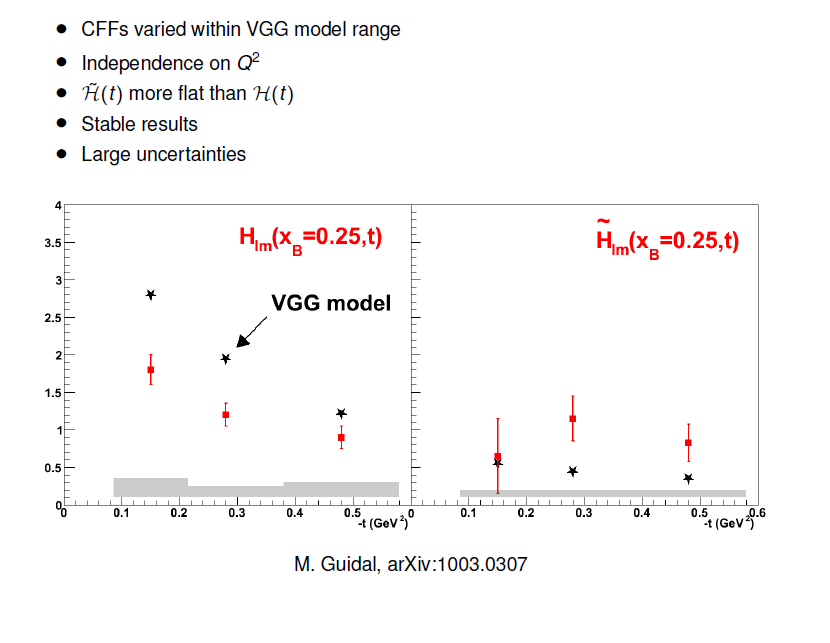 • CFFs varied within VGG model range
• Independence on Q²
• H̃(t) more flat than H(t)
• Stable results
• Large uncertainties
4
3.5
3
2.5
2
1.5
1
0.5
0
H_Im(x_B=0.25,t)
VGG model
0 0.1 0.2 0.3 0.4 0.5
-t (GeV²)
H̃_Im(x_B=0.25,t)
0 0.1 0.2 0.3 0.4 0.5 0.6
-t (GeV²)
M. Guidal, arXiv:1003.0307